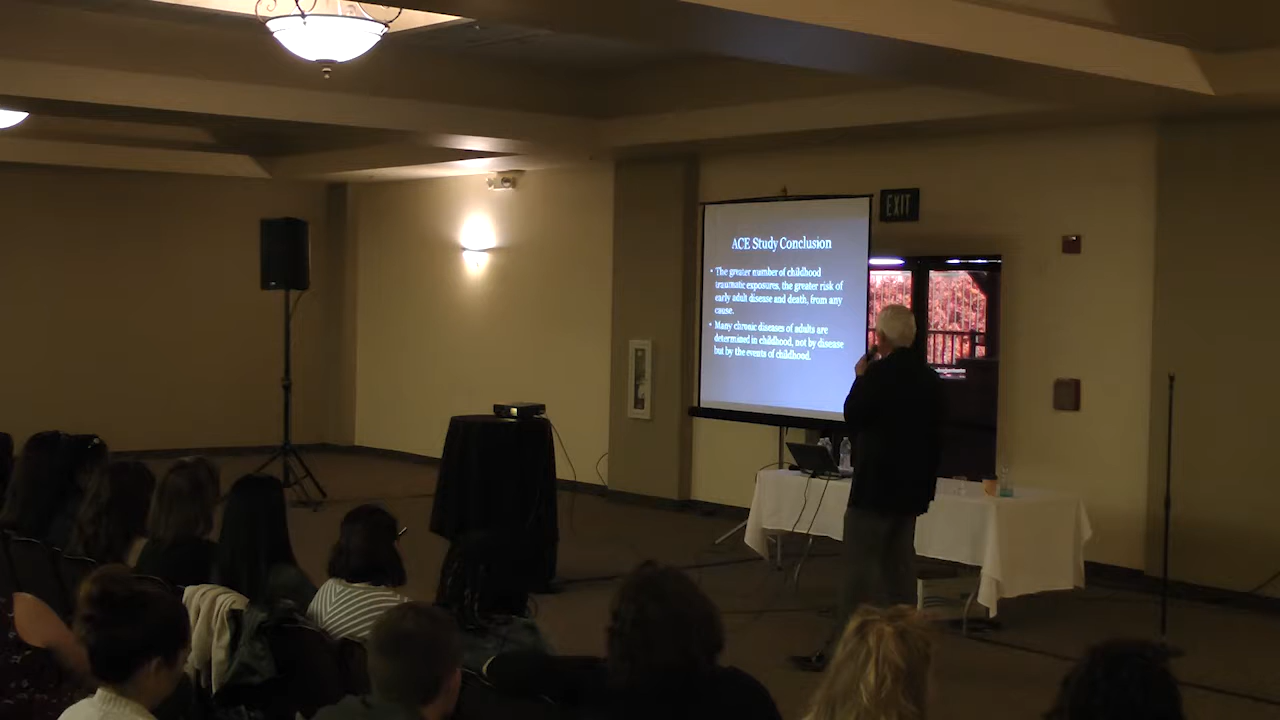 EXIT
ACE Study Conclusion
• The greater number of childhood
traumatic exposures, the greater risk of
early adult disease and death, from any
cause.
• Many chronic diseases of adults are
determined in childhood, not by disease
but by the events of childhood.